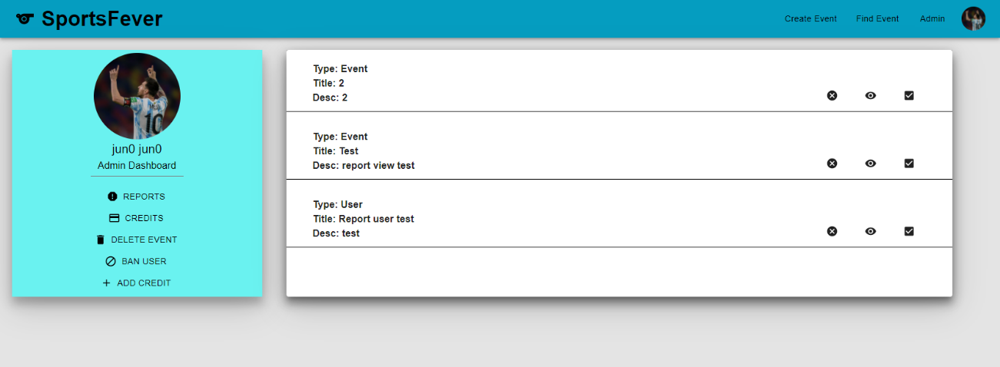 SportsFever
Create Event
Find Event
Admin
10
jun0 jun0
Admin Dashboard
REPORTS
CREDITS
DELETE EVENT
BAN USER
ADD CREDIT
Type: Event
Title: 2
Desc: 2
Type: Event
Title: Test
Desc: report view test
Type: User
Title: Report user test
Desc: test